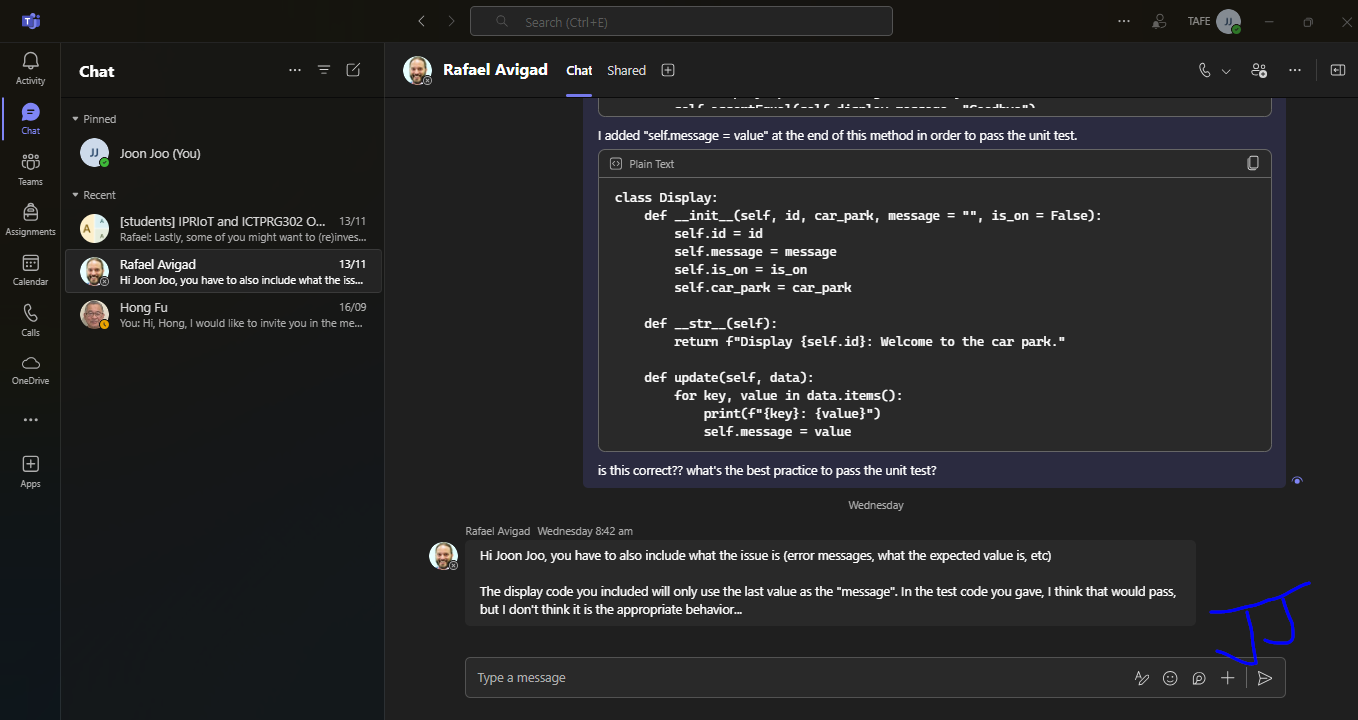 Search (Ctrl+E)
TAFE
JJ
Activity
Chat
Teams
Assignments
Calendar
Calls
OneDrive
Apps
Chat
Pinned
JJ
Joon Joo (You)
Recent
A
[students] IPRIoT and ICTPRG302 O... 13/11
Rafael: Lastly, some of you might want to (re)inves...
Rafael Avigad 13/11
Hi Joon Joo, you have to also include what the iss...
Hong Fu 16/09
You: Hi, Hong, I would like to invite you in the me...
Rafael Avigad Chat Shared
self.assertEqual(self.display.message, "Goodbye")
I added "self.message = value" at the end of this method in order to pass the unit test.
Plain Text
class Display:
def __init__(self, id, car_park, message = "", is_on = False):
self.id = id
self.message = message
self.is_on = is_on
self.car_park = car_park
def __str__(self):
return f"Display {self.id}: Welcome to the car park."
def update(self, data):
for key, value in data.items():
print(f"{key}: {value}")
self.message = value
is this correct?? what's the best practice to pass the unit test?
Wednesday
Rafael Avigad Wednesday 8:42 am
Hi Joon Joo, you have to also include what the issue is (error messages, what the expected value is, etc)
The display code you included will only use the last value as the "message". In the test code you gave, I think that would pass,
but I don't think it is the appropriate behavior...
JJ
Type a message